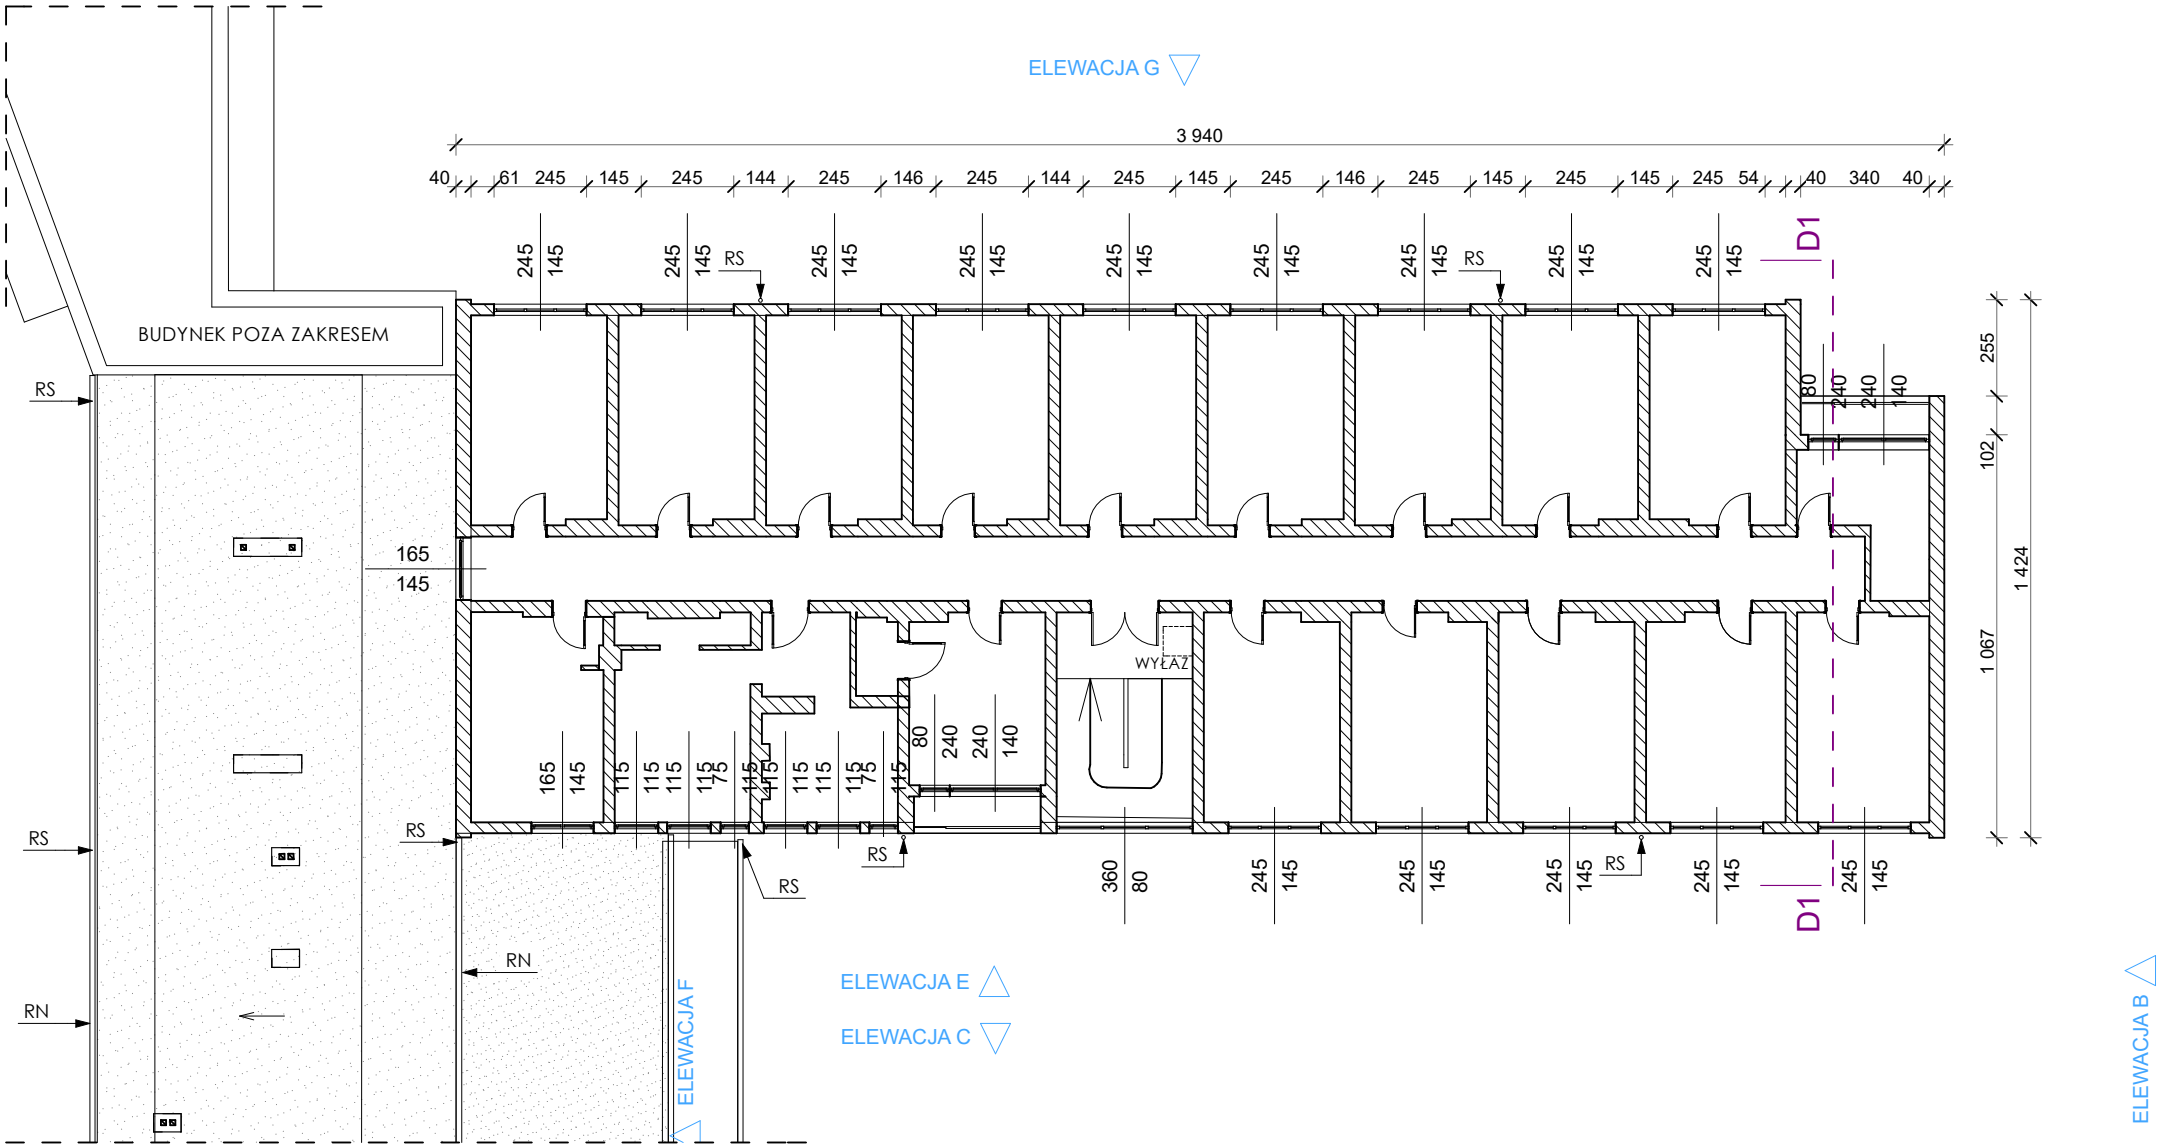 ELEWACJA G
3 940
40 61 245 145 245 144 245 146 245 144 245 145 245 146 245 145 245 145 245 54 40 340 40
245 145
245 145
RS
245 145
245 145
245 145
245 145
245 145
RS
245 145
245 145
D1
BUDYNEK POZA ZAKRESEM
255
80 240
240 140
RS
102
1 424
165
145
1 067
WYŁAZ
80 240
240 140
165 145
115 115
115 115
75 115
115 115
115 115
75 115
RS
RS
RS
RS
RS
360 80
245 145
245 145
245 145
245 145
245 145
D1
RN
RN
ELEWACJA F
ELEWACJA E
ELEWACJA C
ELEWACJA B